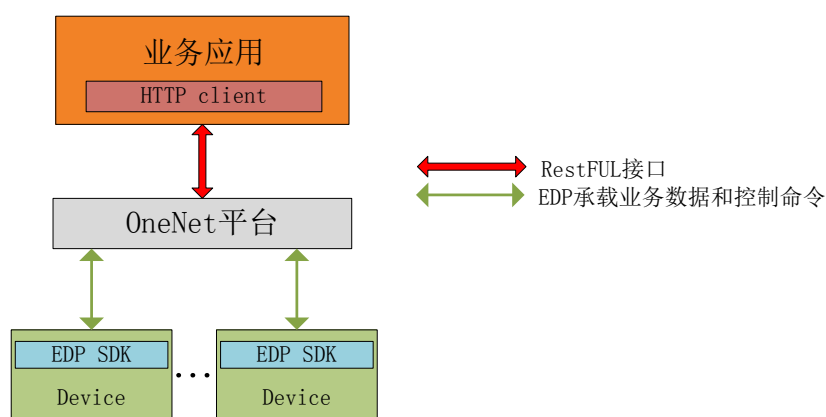 业务应用
HTTP client
RestFUL接口
EDP承载业务数据和控制命令
OneNet平台
EDP SDK
...
EDP SDK
Device
Device